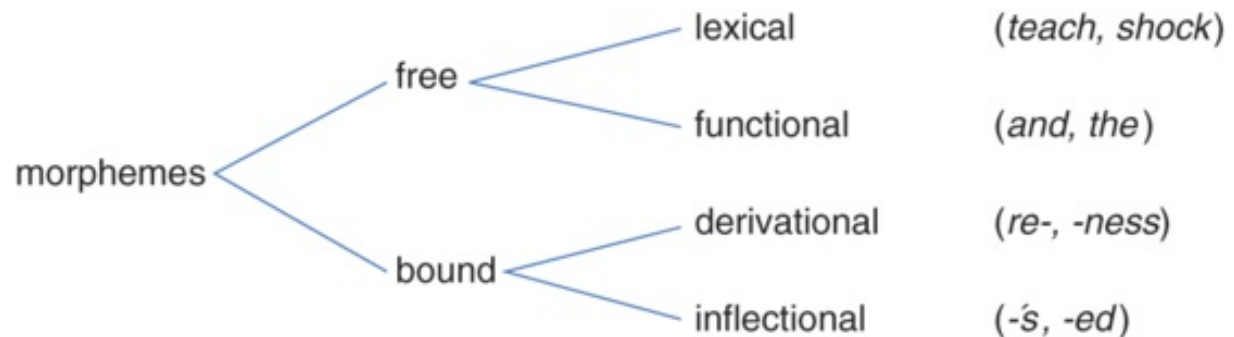 lexical (teach, shock)
free
functional (and, the)
morphemes
derivational (re-, -ness)
bound
inflectional (-´s, -ed)